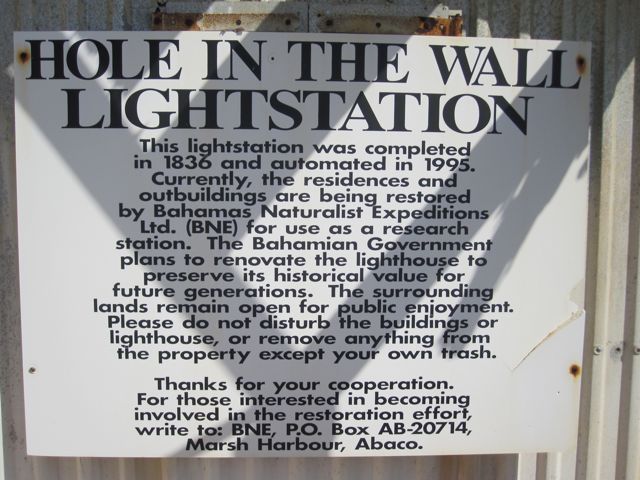 HOLE IN THE WALL
LIGHTSTATION
This lightstation was completed
in 1836 and automated in 1995.
Currently, the residences and
outbuildings are being restored
by Bahamas Naturalist Expeditions
Ltd. (BNE) for use as a research
station. The Bahamian Government
plans to renovate the lighthouse to
preserve its historical value for
future generations. The surrounding
lands remain open for public enjoyment.
Please do not disturb the buildings or
lighthouse, or remove anything from
the property except your own trash.
Thanks for your cooperation.
For those interested in becoming
involved in the restoration effort,
write to: BNE, P.O. Box AB-20714,
Marsh Harbour, Abaco.